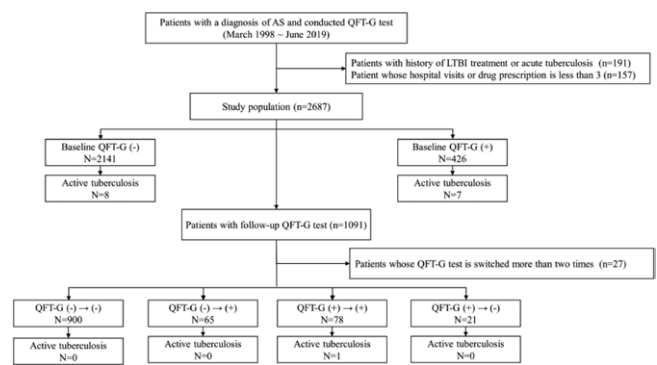 Patients with a diagnosis of AS and conducted QFT-G test
(March 1998 ~ June 2019)
Patients with history of LTBI treatment or acute tuberculosis (n=191)
Patient whose hospital visits or drug prescription is less than 3 (n=157)
Study population (n=2687)
Baseline QFT-G (-)
N=2141
Baseline QFT-G (+)
N=426
Active tuberculosis
N=8
Active tuberculosis
N=7
Patients with follow-up QFT-G test (n=1091)
Patients whose QFT-G test is switched more than two times (n=27)
QFT-G (-) → (-)
N=900
QFT-G (-) → (+)
N=65
QFT-G (+) → (+)
N=78
QFT-G (+) → (-)
N=21
Active tuberculosis
N=0
Active tuberculosis
N=0
Active tuberculosis
N=1
Active tuberculosis
N=0